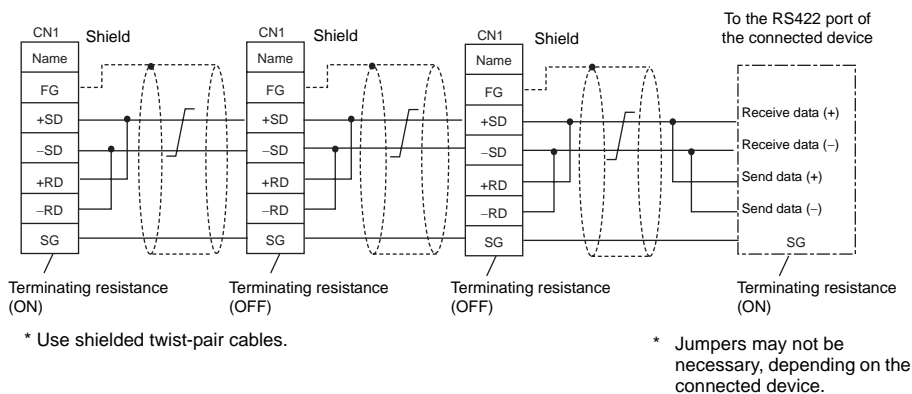 To the RS422 port of
the connected device
CN1
Shield
Name
FG
+SD
−SD
+RD
−RD
SG
Terminating resistance
(ON)
CN1
Shield
Name
FG
+SD
−SD
+RD
−RD
SG
Terminating resistance
(OFF)
CN1
Shield
Name
FG
+SD
−SD
+RD
−RD
SG
Terminating resistance
(OFF)
Receive data (+)
Receive data (−)
Send data (+)
Send data (−)
SG
Terminating resistance
(ON)
* Use shielded twist-pair cables.
* Jumpers may not be
necessary, depending on the
connected device.